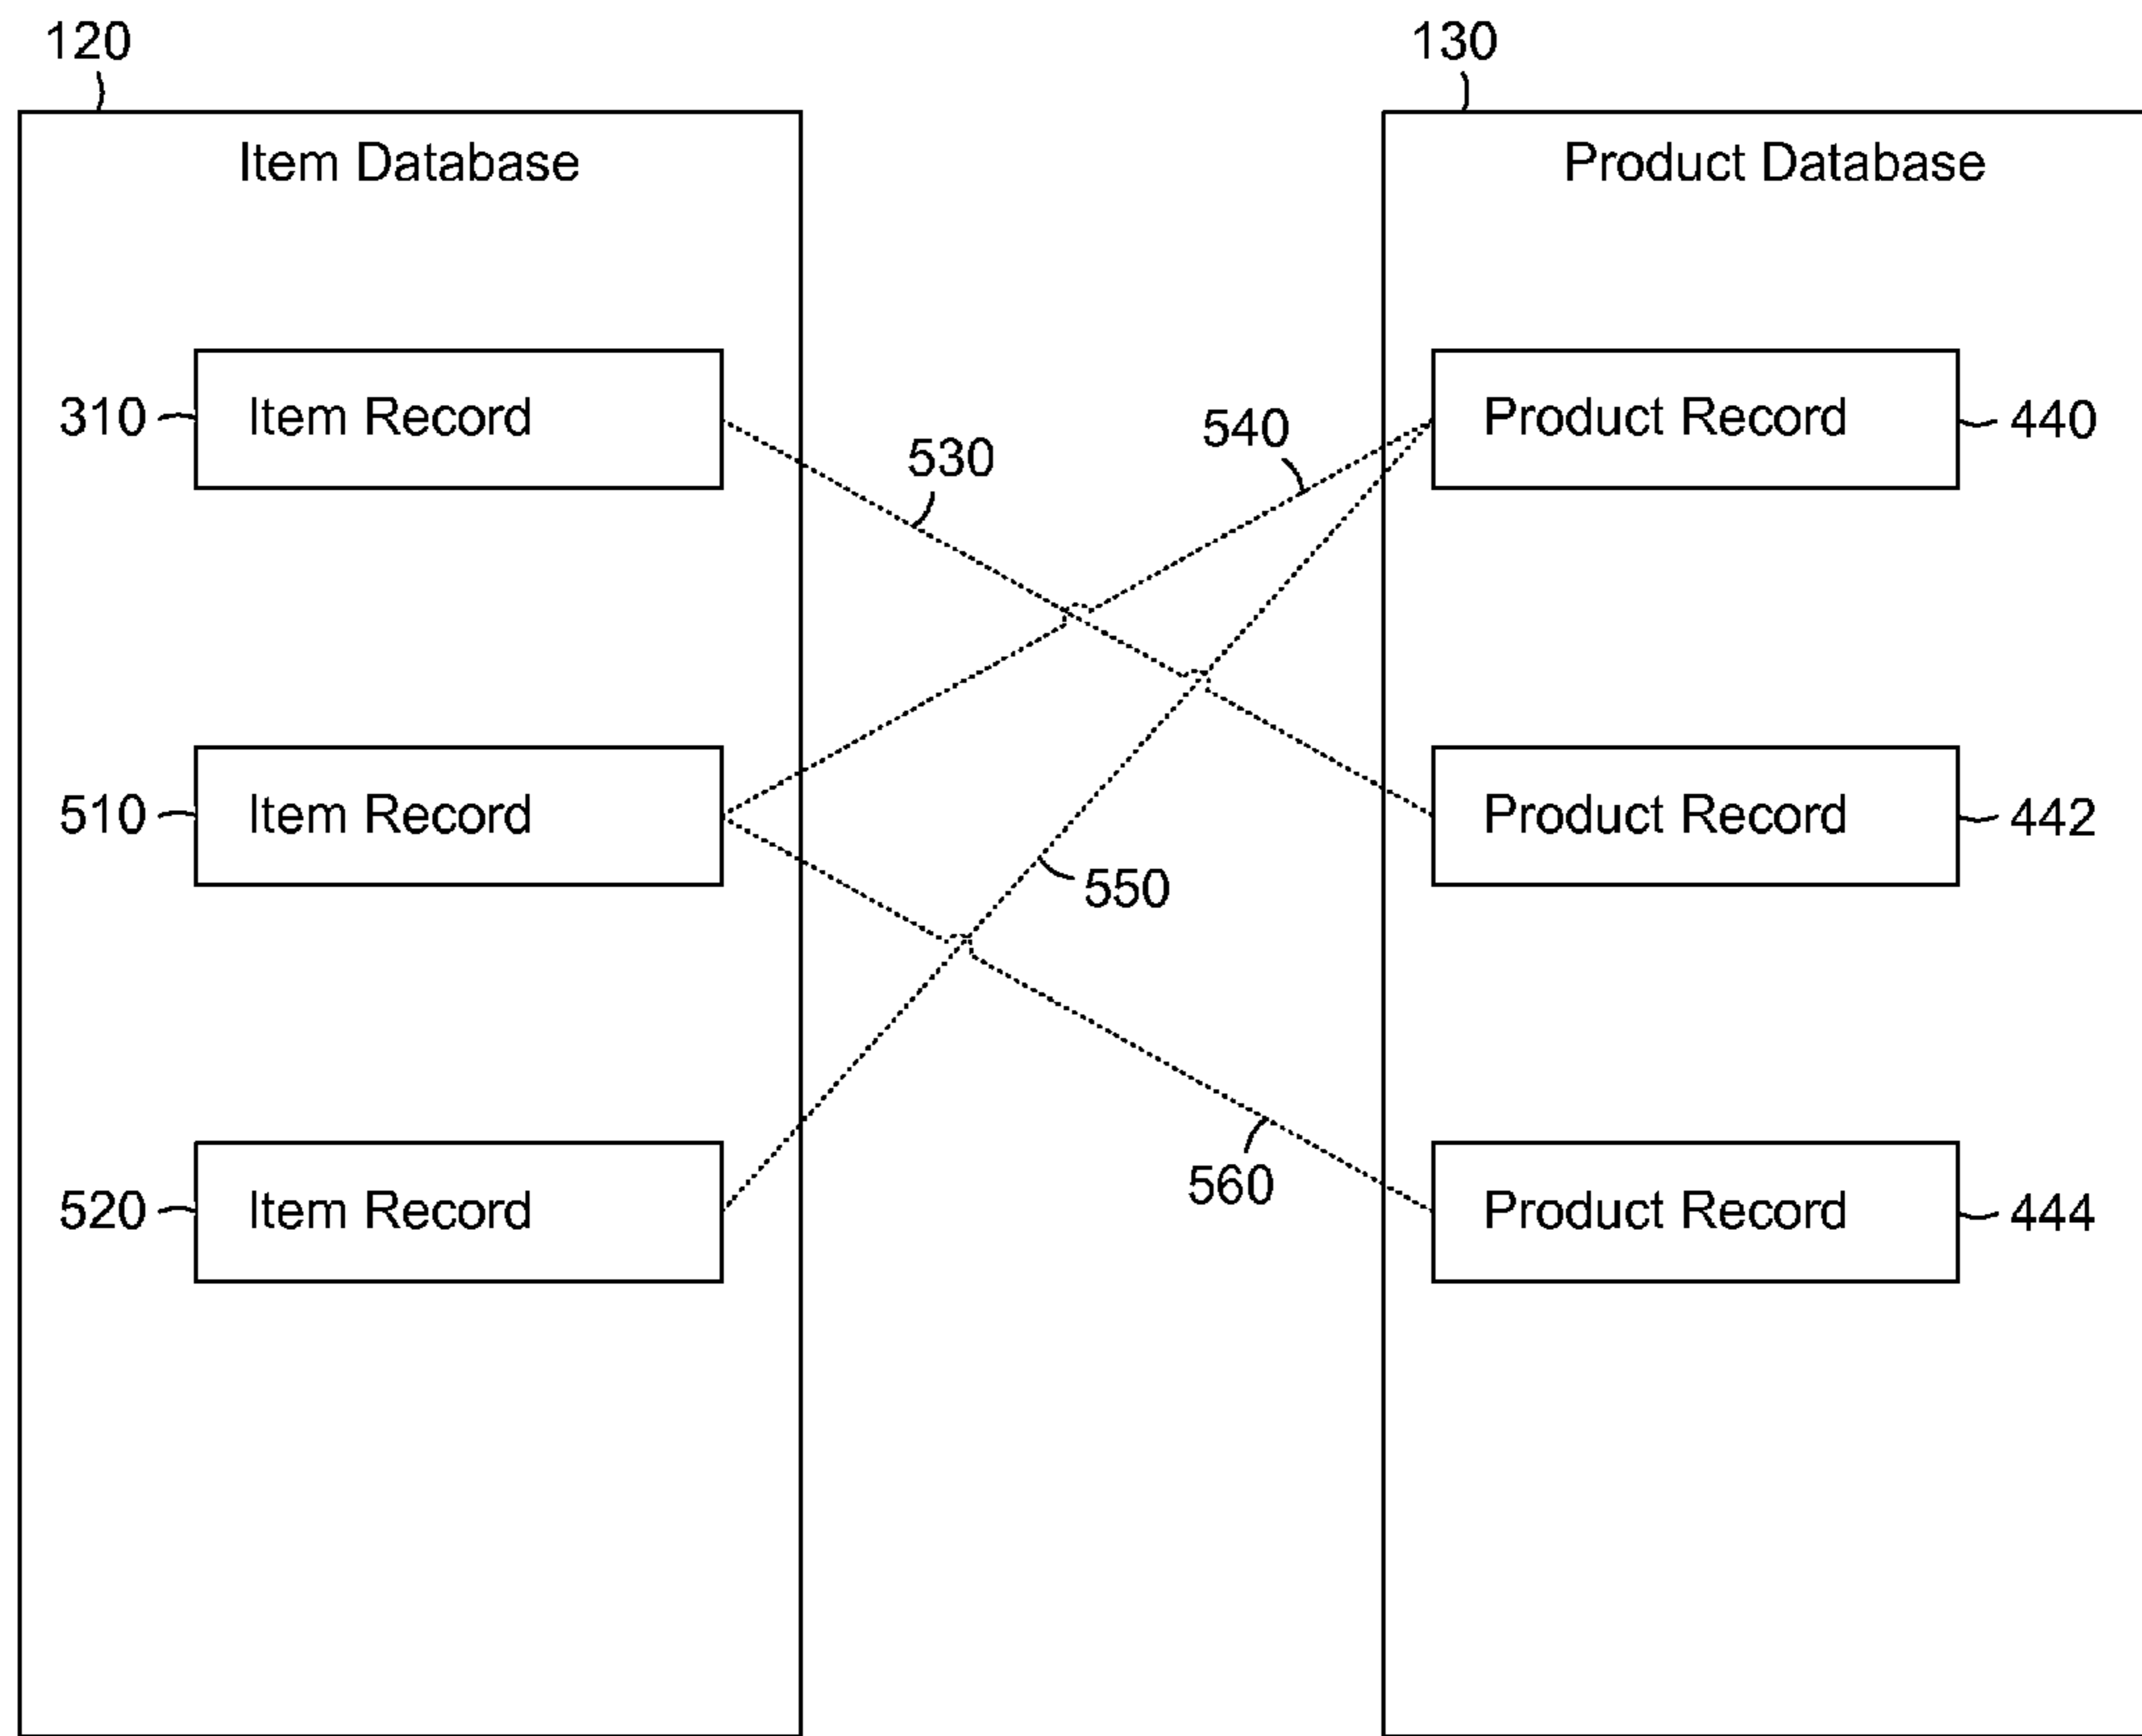 120
130
Item Database
Product Database
310
Item Record
530
540
Product Record
440
510
Item Record
550
Product Record
442
520
Item Record
560
Product Record
444